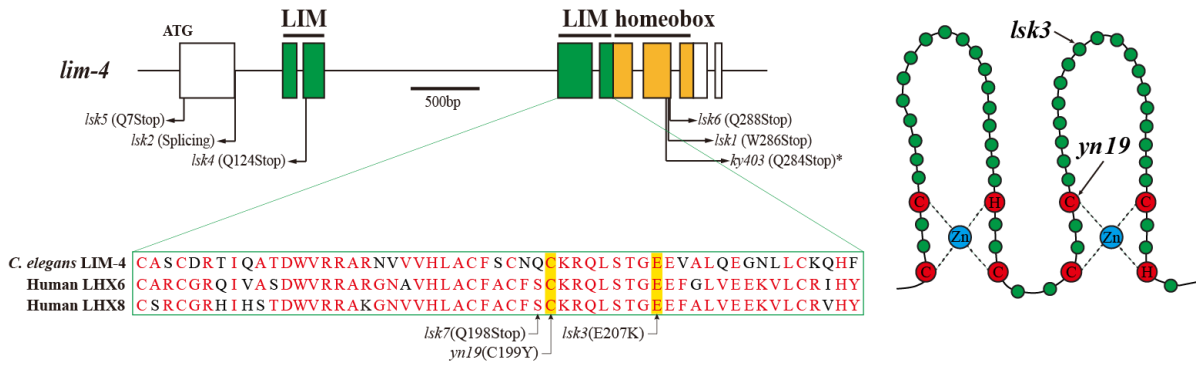 LIM LIM homeobox
ATG
lim-4
500bp
lsk5 (Q7Stop)
lsk2 (Splicing)
lsk4 (Q124Stop)
lsk6 (Q288Stop)
lsk1 (W286Stop)
ky403 (Q284Stop)*
C. elegans LIM-4 CASCDRTIQATDWVRRARNVVVHLACFSCNQCKRQLSTGEEVALQEGNLLCKQHF
Human LHX6 CARCGRQIVASDWVRRARGNAVVHLACFACFSCKRQLSTGEEFGLVEEKVLCRIHY
Human LHX8 CSRCGRHIHSTDWVRRAKGNVVHLACFACFSCKRQLSTGEEFALVEEKVLCRVHY
lsk7(Q198Stop)
yn19(C199Y)
lsk3(E207K)
lsk3
yn19
C H C C
Zn Zn
C C C H